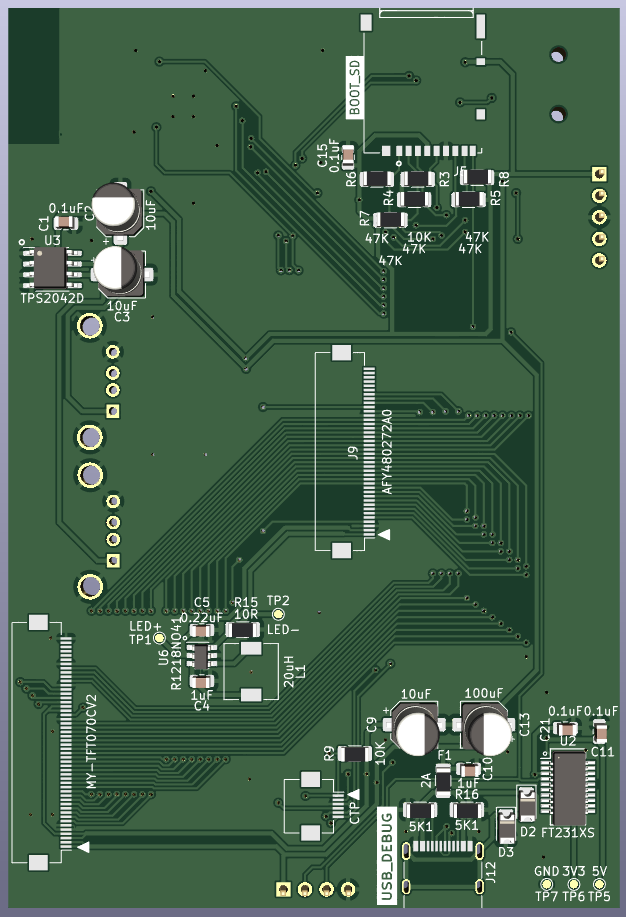 BOOT_SD
C15
0.1uF
R6
R3
J5
R8
R4
R5
R7
47K
10K
47K
47K
47K
47K
C1
0.1uF
C2
10uF
U3
TPS2042D
10uF
C3
J9
AFY480272A0
C5
0.22uF
R15
10R
TP2
LED-
LED+
TP1
U6
R1218N041
1uF
C4
20uH
L1
MY-TFT070CV2
10uF
C9
100uF
C13
R9
10K
F1
2A
1uF
C10
R16
5K1
5K1
CTP
USB_DEBUG
J12
D3
D2
C21
0.1uF
0.1uF
C11
U2
FT231XS
GND
3V3
5V
TP7
TP6
TP5